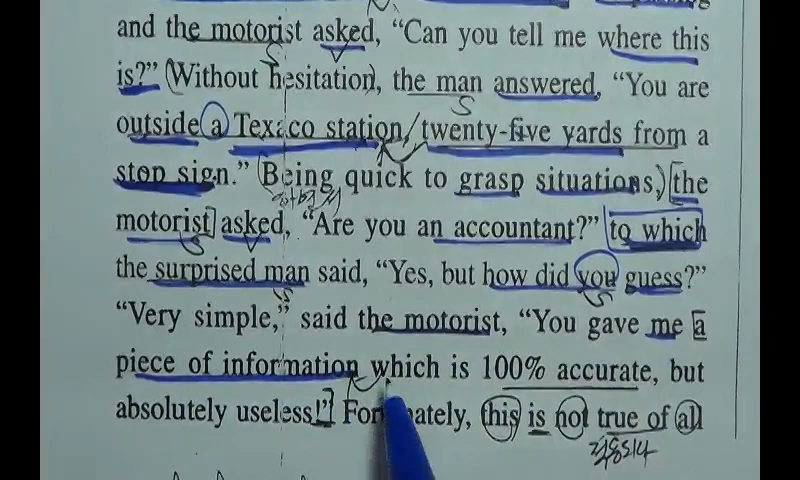 and the motorist asked, “Can you tell me where this
is?” (Without hesitation), the man answered, “You are
outside a Texaco station/twenty-five yards from a
stop sign.” Being quick to grasp situations, the
motorist asked, “Are you an accountant?” to which
the surprised man said, “Yes, but how did you guess?”
“Very simple,” said the motorist, “You gave me a
piece of information which is 100% accurate, but
absolutely useless!” Fortunately, this is not true of all